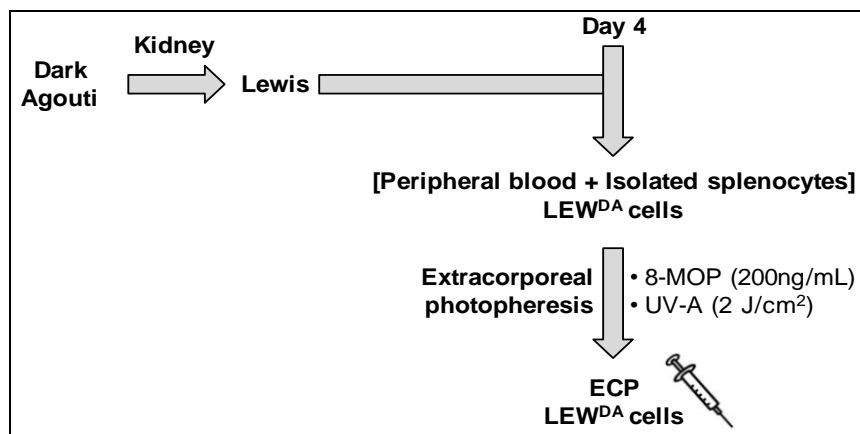 Day 4
Kidney
Dark
Agouti
Lewis
[Peripheral blood + Isolated splenocytes]
LEWᴰᴬ cells
Extracorporeal
photopheresis
• 8-MOP (200ng/mL)
• UV-A (2 J/cm²)
ECP
LEWᴰᴬ cells